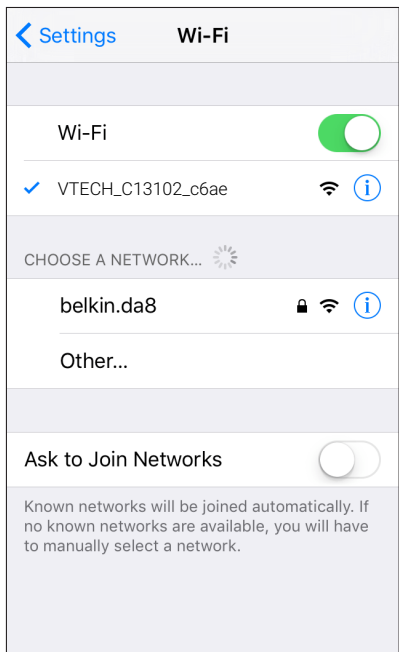 Settings Wi-Fi
Wi-Fi
VTECH_C13102_c6ae
CHOOSE A NETWORK...
belkin.da8
Other...
Ask to Join Networks
Known networks will be joined automatically. If
no known networks are available, you will have
to manually select a network.